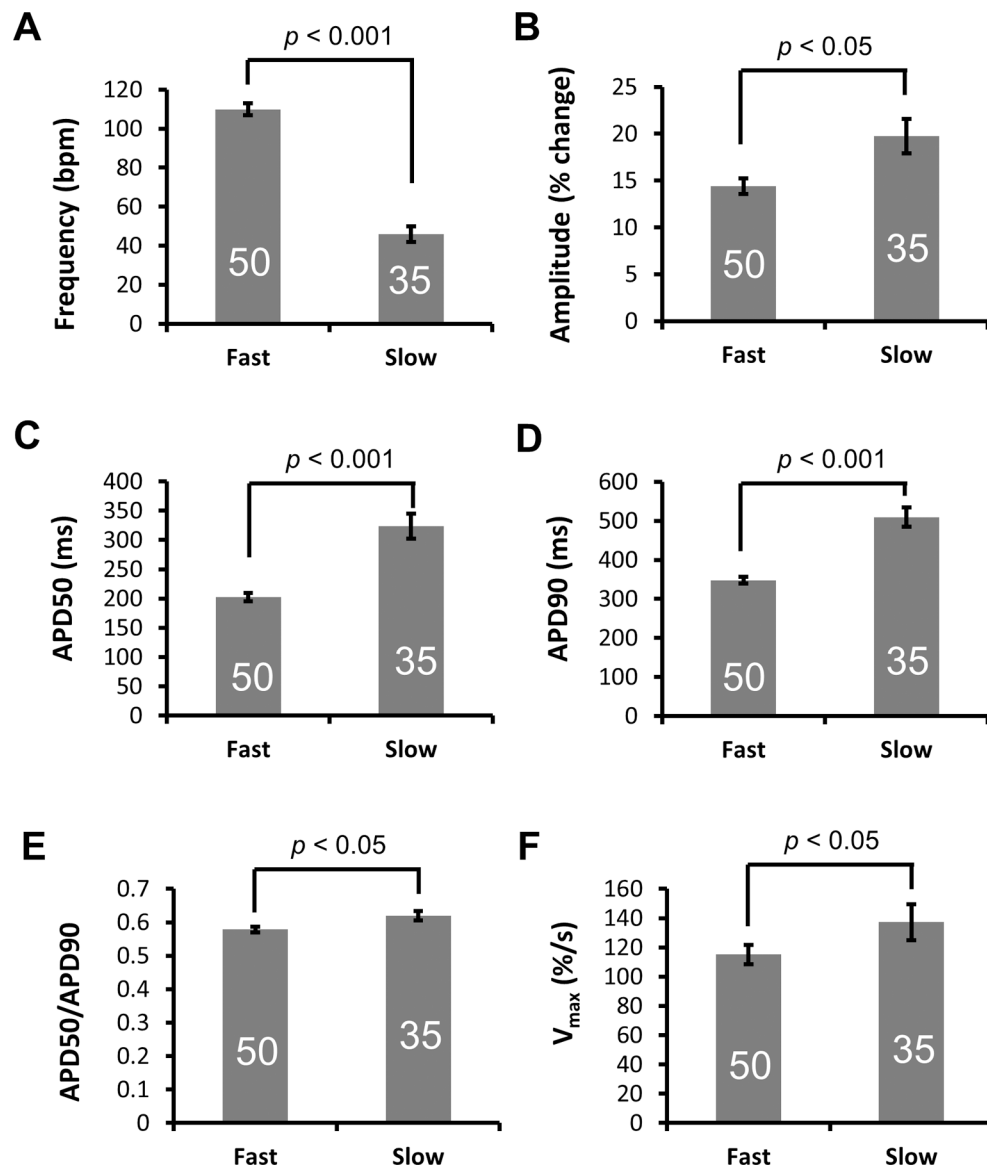 A
p < 0.001
Frequency (bpm)
120
100
80
60
40
20
0
50
35
Fast
Slow
B
p < 0.05
Amplitude (% change)
25
20
15
10
5
0
50
35
Fast
Slow
C
p < 0.001
APD50 (ms)
400
350
300
250
200
150
100
50
0
50
35
Fast
Slow
D
p < 0.001
APD90 (ms)
600
500
400
300
200
100
0
50
35
Fast
Slow
E
p < 0.05
APD50/APD90
0.7
0.6
0.5
0.4
0.3
0.2
0.1
0
50
35
Fast
Slow
F
p < 0.05
Vmax (%/s)
160
140
120
100
80
60
40
20
0
50
35
Fast
Slow